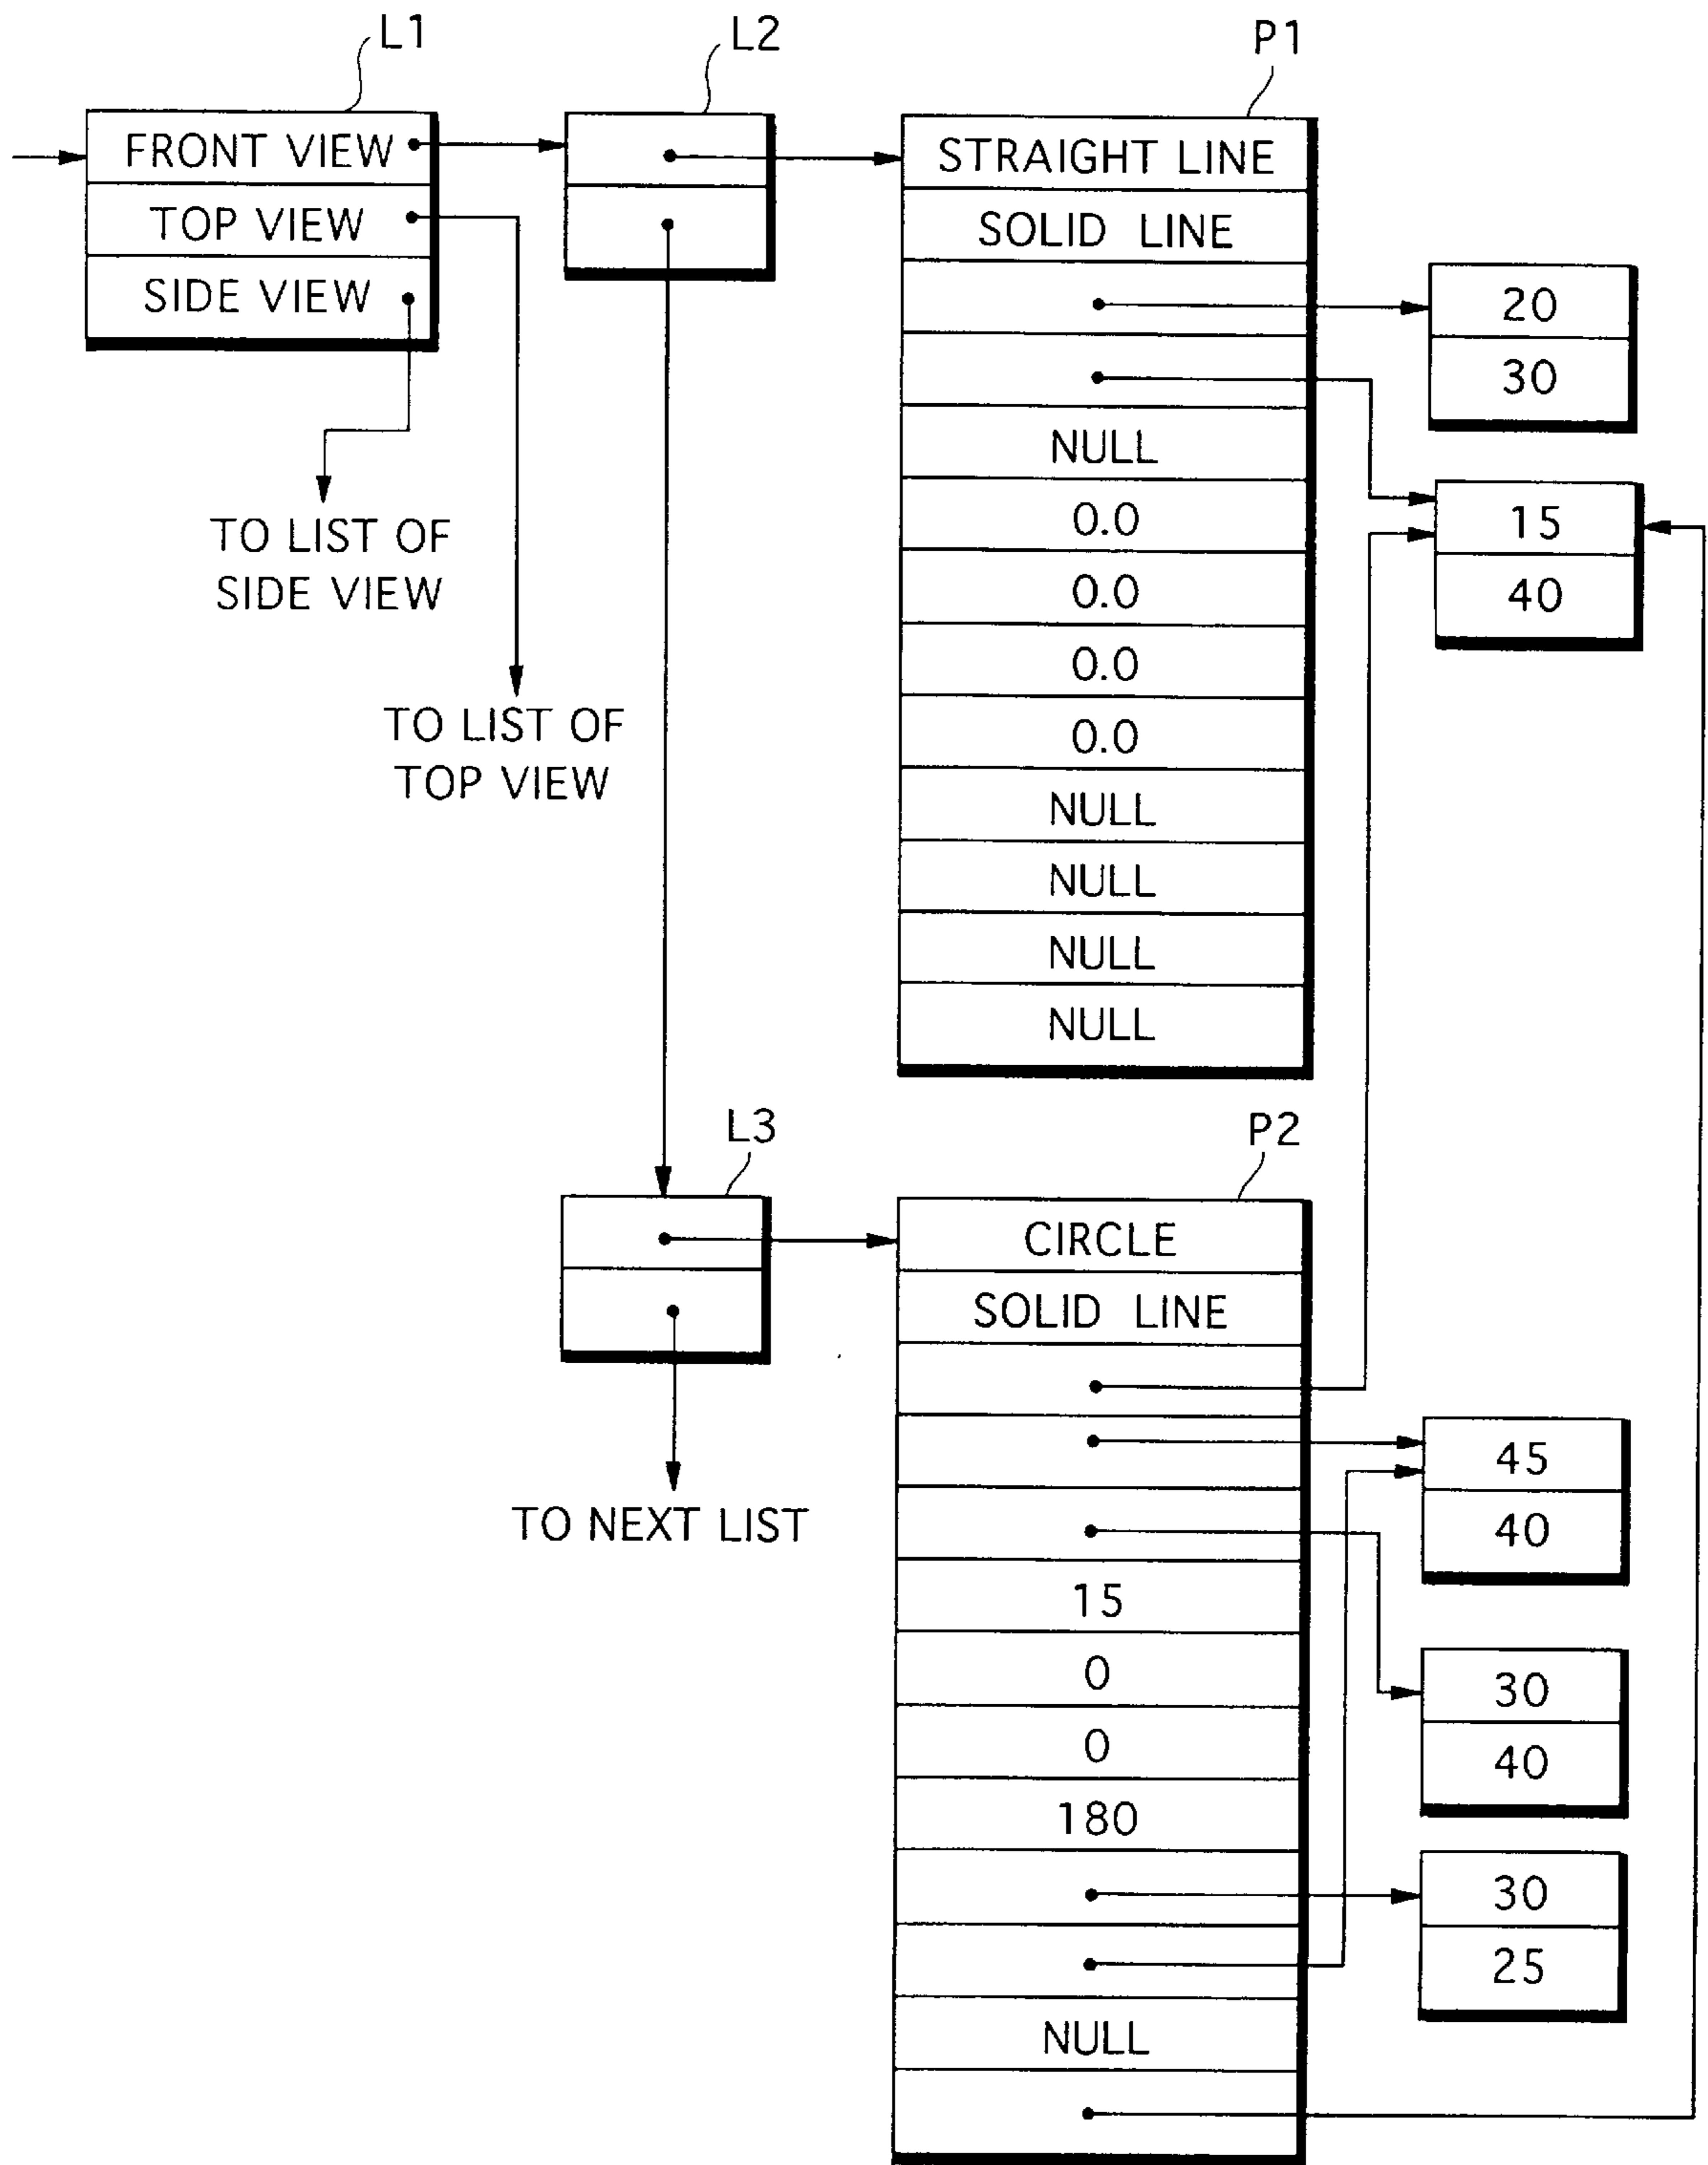 L1
FRONT VIEW
TOP VIEW
SIDE VIEW
TO LIST OF
SIDE VIEW
TO LIST OF
TOP VIEW
L2
P1
STRAIGHT LINE
SOLID LINE
NULL
0.0
0.0
0.0
0.0
NULL
NULL
NULL
NULL
20
30
15
40
L3
TO NEXT LIST
P2
CIRCLE
SOLID LINE
15
0
0
180
NULL
45
40
30
40
30
25